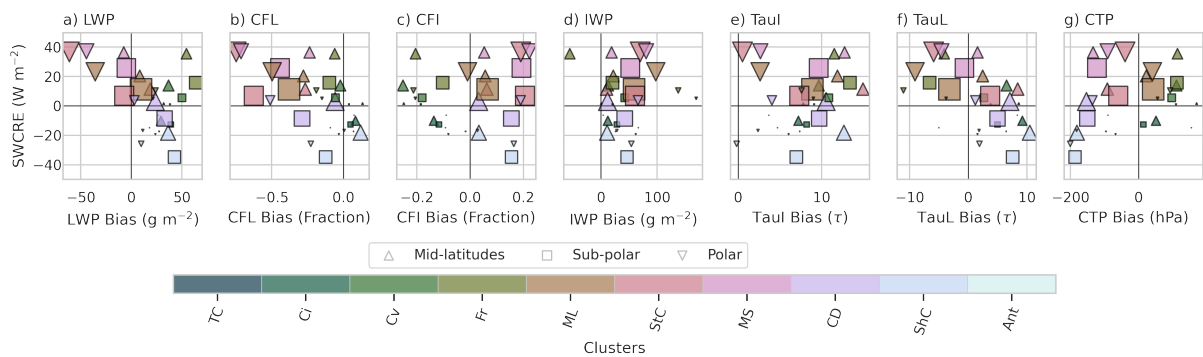 a) LWP
b) CFL
c) CFI
d) IWP
e) TauI
f) TauL
g) CTP
SWCRE (W m⁻²)
40
20
0
−20
−40
−50 0 50
−0.5 0.0
−0.2 0.0 0.2
0 100
0 10
−10 0 10
−200 0
LWP Bias (g m⁻²)
CFL Bias (Fraction)
CFI Bias (Fraction)
IWP Bias (g m⁻²)
TauI Bias (τ)
TauL Bias (τ)
CTP Bias (hPa)
Mid-latitudes Sub-polar Polar
TC Ci Cv Fr ML StC MS CD ShC Ant
Clusters